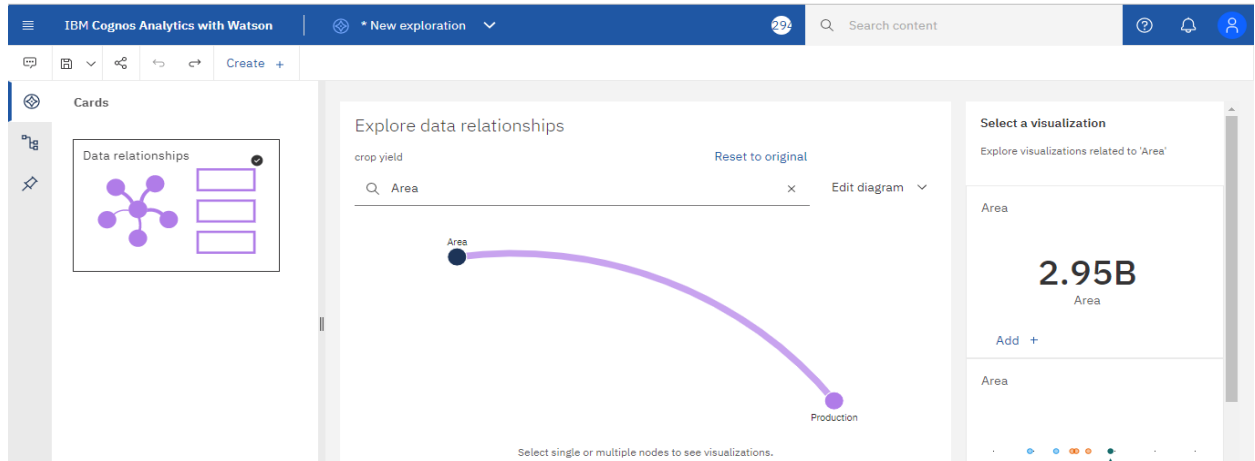 IBM Cognos Analytics with Watson
* New exploration
294
Search content
Create +
Cards
Data relationships
Explore data relationships
crop yield
Reset to original
Area
Edit diagram
Area
Production
Select single or multiple nodes to see visualizations.
Select a visualization
Explore visualizations related to 'Area'
Area
2.95B
Area
Add +
Area